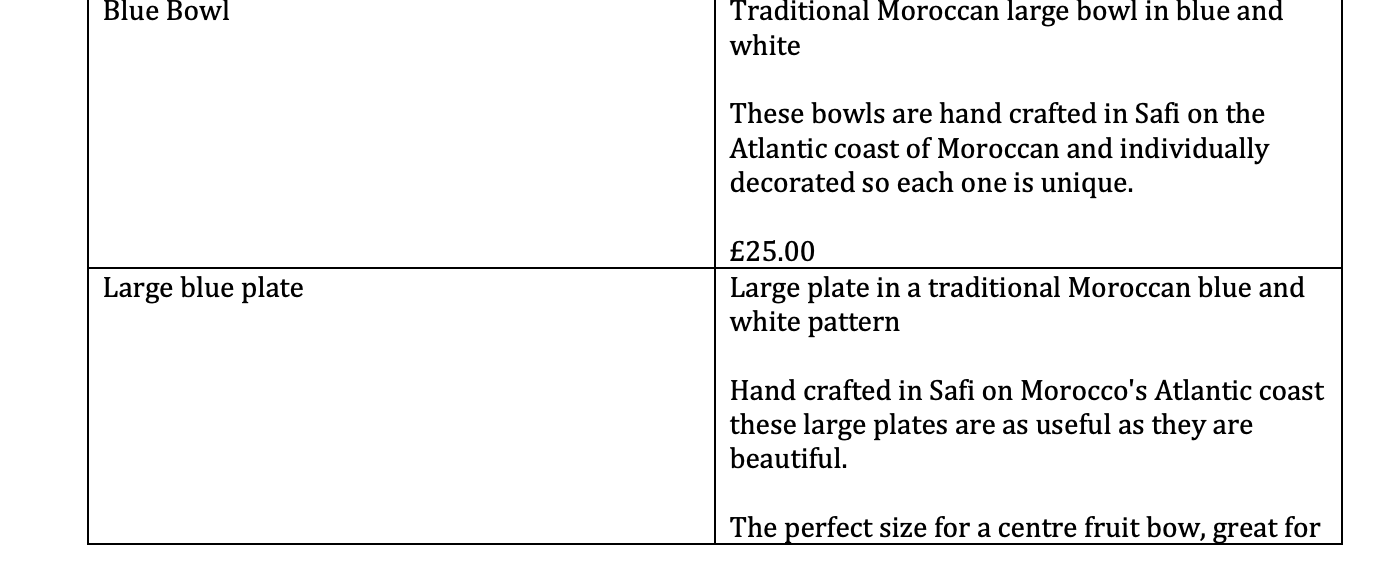 Blue Bowl
Traditional Moroccan large bowl in blue and
white
These bowls are hand crafted in Safi on the
Atlantic coast of Moroccan and individually
decorated so each one is unique.
£25.00
Large blue plate
Large plate in a traditional Moroccan blue and
white pattern
Hand crafted in Safi on Morocco's Atlantic coast
these large plates are as useful as they are
beautiful.
The perfect size for a centre fruit bow, great for